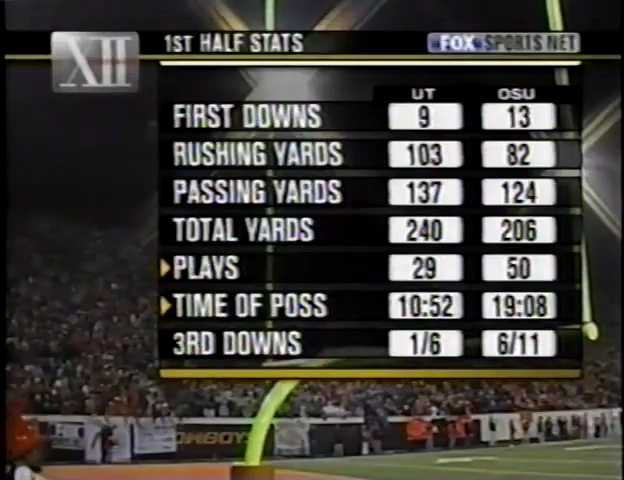 XII 1ST HALF STATS FOX SPORTS NET
UT OSU
FIRST DOWNS 9 13
RUSHING YARDS 103 82
PASSING YARDS 137 124
TOTAL YARDS 240 206
PLAYS 29 50
TIME OF POSS 10:52 19:08
3RD DOWNS 1/6 6/11
OWBOYS